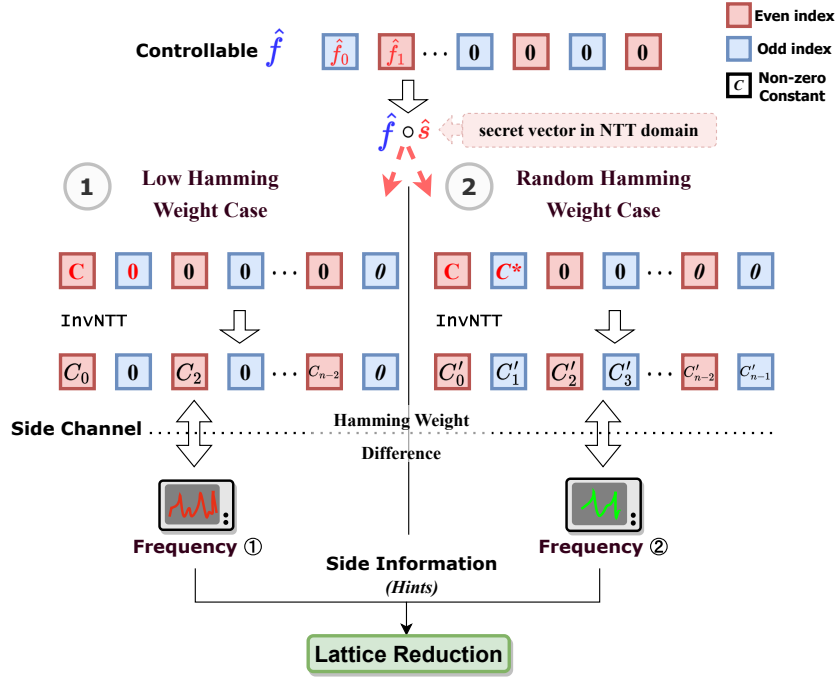 Controllable f̂
f̂₀ f̂₁ ... 0 0 0 0
Even index
Odd index
C Non-zero
Constant
f̂ ∘ ŝ
secret vector in NTT domain
1 Low Hamming
Weight Case
2 Random Hamming
Weight Case
C 0 0 0 ... 0 0
C C* 0 0 ... 0 0
InvNTT
InvNTT
C₀ 0 C₂ 0 ... Cₙ₋₂ 0
C′₀ C′₁ C′₂ C′₃ ... C′ₙ₋₂ C′ₙ₋₁
Side Channel
Hamming Weight
Difference
Frequency ①
Frequency ②
Side Information
(Hints)
Lattice Reduction